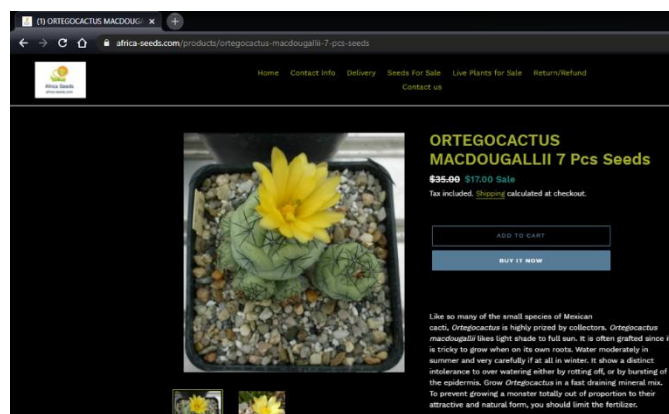 (1) ORTEGOCACTUS MACDOUGA
africa-seeds.com/products/ortegocactus-macdougallii-7-pcs-seeds
Africa Seeds
africa-seeds.com
Home Contact Info Delivery Seeds For Sale Live Plants for Sale Return/Refund
Contact us
ORTEGOCACTUS
MACDOUGALLII 7 Pcs Seeds
$35.00 $17.00 Sale
Tax included. Shipping calculated at checkout.
ADD TO CART
BUY IT NOW
Like so many of the small species of Mexican
cacti, Ortegocactus is highly prized by collectors. Ortegocactus
macdougallii likes light shade to full sun. It is often grafted since i
is tricky to grow when on its own roots. Water moderately in
summer and very carefully if at all in winter. It show a distinct
intolerance to over watering either by rotting off, or by bursting of
the epidermis. Grow Ortegocactus in a fast draining mineral mix.
To prevent growing a monster totally out of proportion to their
attractive and natural form, you should limit the fertilizer.